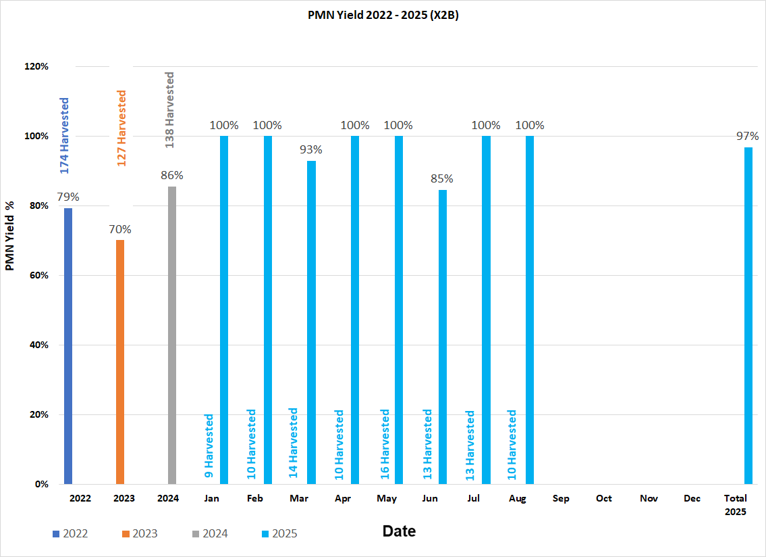 PMN Yield 2022 - 2025 (X2B)
PMN Yield %
120%
100%
80%
60%
40%
20%
0%
174 Harvested
79%
127 Harvested
70%
138 Harvested
86%
9 Harvested
100%
10 Harvested
100%
14 Harvested
93%
10 Harvested
100%
16 Harvested
100%
13 Harvested
85%
13 Harvested
100%
10 Harvested
100%
97%
2022 2023 2024 Jan Feb Mar Apr May Jun Jul Aug Sep Oct Nov Dec Total
2025
Date
2022 2023 2024 2025